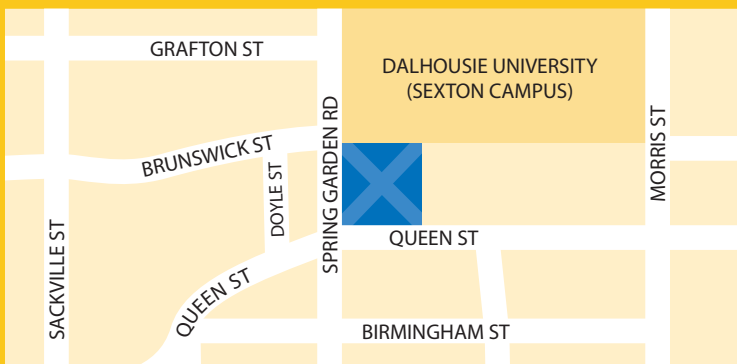 GRAFTON ST
DALHOUSIE UNIVERSITY
(SEXTON CAMPUS)
BRUNSWICK ST
DOYLE ST
SPRING GARDEN RD
MORRIS ST
SACKVILLE ST
QUEEN ST
QUEEN ST
BIRMINGHAM ST